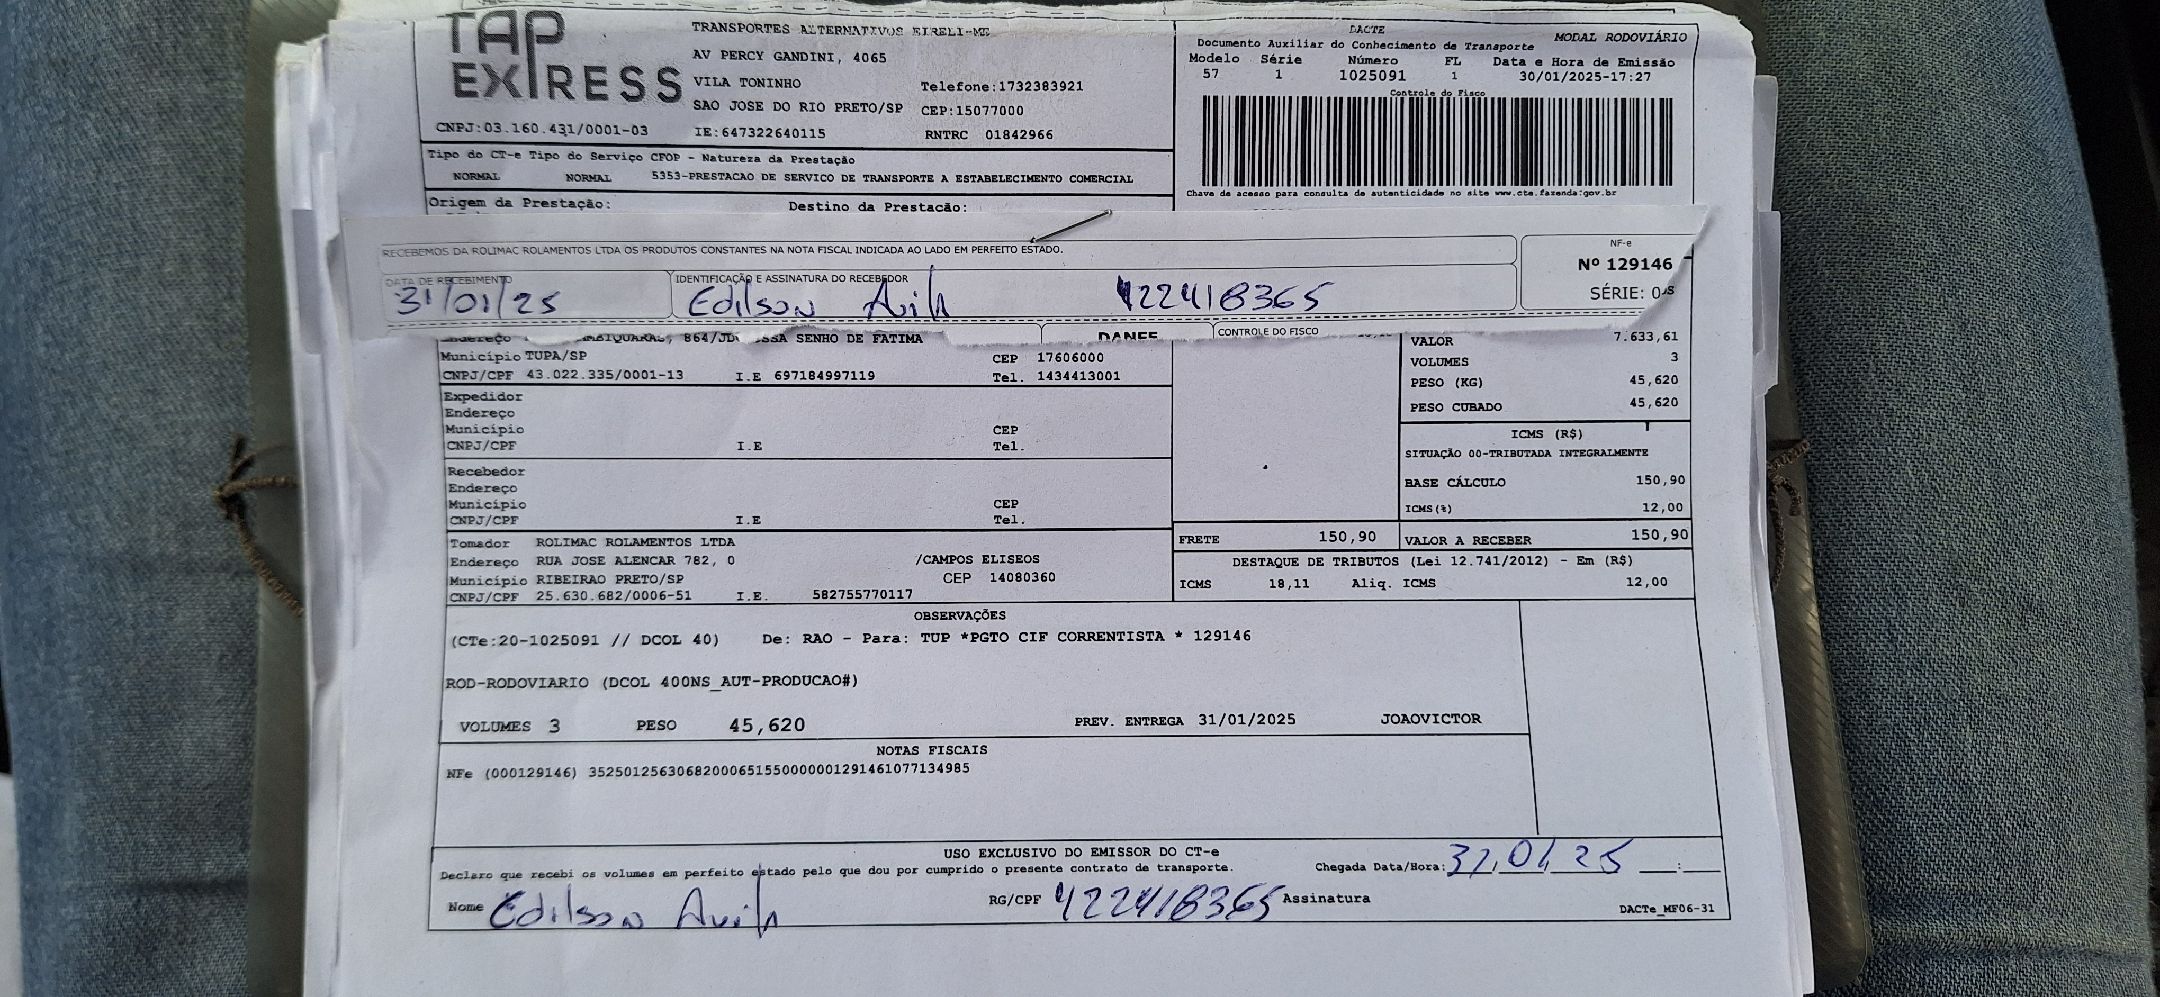 TAP EXPRESS
TRANSPORTES ALTERNATIVOS EIRELI-ME
AV PERCY GANDINI, 4065
VILA TONINHO Telefone:1732383921
SAO JOSE DO RIO PRETO/SP CEP:15077000
CNPJ:03.160.431/0001-03 IE:647322640115 RNTRC 01842966
DACTE MODAL RODOVIÁRIO
Documento Auxiliar do Conhecimento de Transporte
Modelo Série Número FL Data e Hora de Emissão
57 1 1025091 1 30/01/2025-17:27
Controle do Fisco
Chave de acesso para consulta de autenticidade no site www.cte.fazenda.gov.br
Tipo do CT-e Tipo do Serviço CFOP - Natureza da Prestação
NORMAL NORMAL 5353-PRESTACAO DE SERVICO DE TRANSPORTE A ESTABELECIMENTO COMERCIAL
Origem da Prestação: Destino da Prestação:
RECEBEMOS DA ROLIMAC ROLAMENTOS LTDA OS PRODUTOS CONSTANTES NA NOTA FISCAL INDICADA AO LADO EM PERFEITO ESTADO.
DATA DE RECEBIMENTO IDENTIFICAÇÃO E ASSINATURA DO RECEBEDOR
31/01/25 Edilson Avila 422418365
NF-e
Nº 129146
SÉRIE: 0
DANFE CONTROLE DO FISCO
Endereço 864/JD SSA SENHO DE FATIMA
Município TUPA/SP CEP 17606000
CNPJ/CPF 43.022.335/0001-13 I.E 697184997119 Tel. 1434413001
VALOR 7.633,61
VOLUMES 3
PESO (KG) 45,620
PESO CUBADO 45,620
Expedidor
Endereço
Município CEP
CNPJ/CPF I.E Tel.
ICMS (R$)
SITUAÇÃO 00-TRIBUTADA INTEGRALMENTE
BASE CÁLCULO 150,90
ICMS(%) 12,00
Recebedor
Endereço
Município CEP
CNPJ/CPF I.E Tel.
FRETE 150,90 VALOR A RECEBER 150,90
Tomador ROLIMAC ROLAMENTOS LTDA
Endereço RUA JOSE ALENCAR 782, 0 /CAMPOS ELISEOS
Município RIBEIRAO PRETO/SP CEP 14080360
CNPJ/CPF 25.630.682/0006-51 I.E. 582755770117
DESTAQUE DE TRIBUTOS (Lei 12.741/2012) - Em (R$)
ICMS 18,11 Aliq. ICMS 12,00
OBSERVAÇÕES
(CTe:20-1025091 // DCOL 40) De: RAO - Para: TUP *PGTO CIF CORRENTISTA * 129146
ROD-RODOVIARIO (DCOL 400NS_AUT-PRODUCAO#)
VOLUMES 3 PESO 45,620 PREV. ENTREGA 31/01/2025 JOAOVICTOR
NOTAS FISCAIS
NFe (000129146) 35250125630682000651550000001291461077134985
USO EXCLUSIVO DO EMISSOR DO CT-e
Declaro que recebi os volumes em perfeito estado pelo que dou por cumprido o presente contrato de transporte. Chegada Data/Hora: 31,01,25 __:__
Nome Edilson Avila RG/CPF 422418365 Assinatura
DACTe_MF06-31